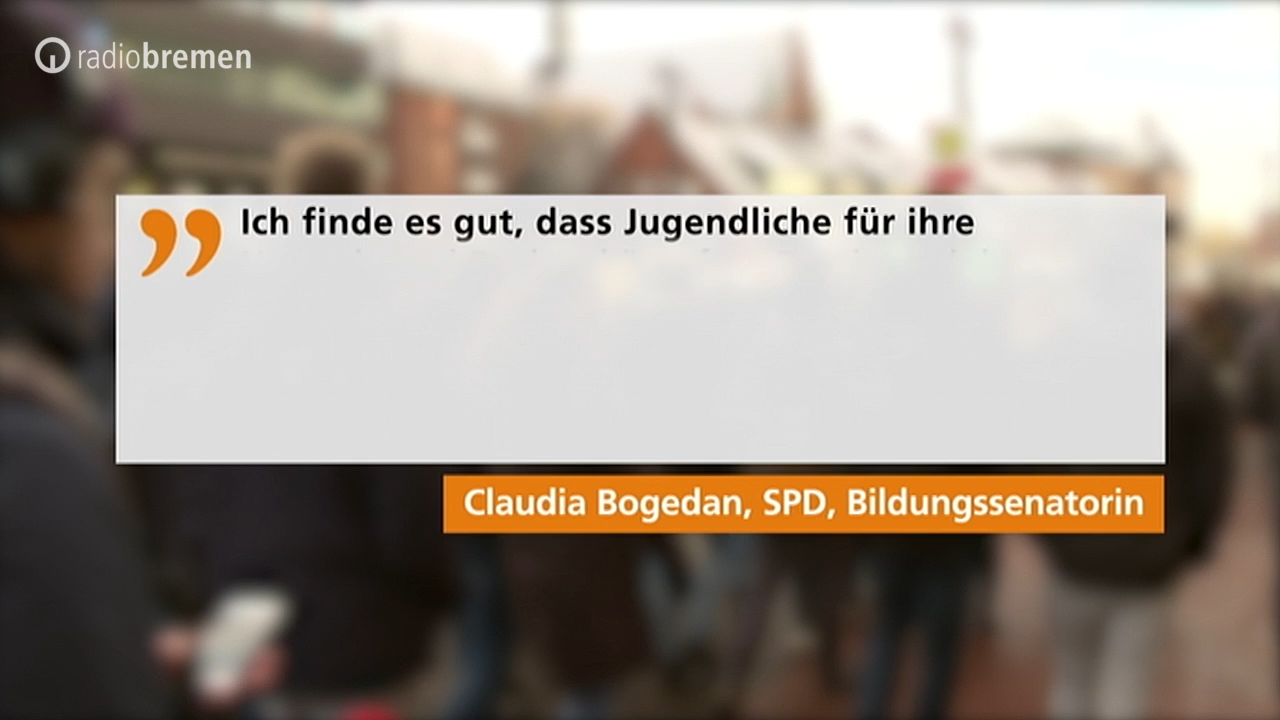 radiobremen
Ich finde es gut, dass Jugendliche für ihre
Claudia Bogedan, SPD, Bildungssenatorin